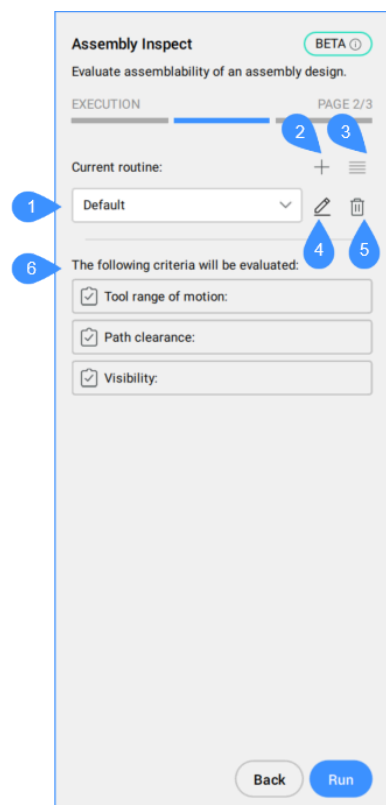 Assembly Inspect
BETA
Evaluate assemblability of an assembly design.
EXECUTION
PAGE 2/3
2
3
Current routine:
1
Default
4
5
6
The following criteria will be evaluated:
Tool range of motion:
Path clearance:
Visibility:
Back
Run